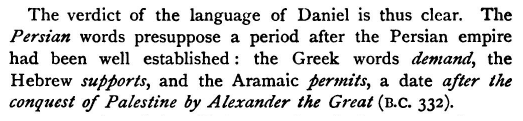 The verdict of the language of Daniel is thus clear. The
Persian words presuppose a period after the Persian empire
had been well established: the Greek words demand, the
Hebrew supports, and the Aramaic permits, a date after the
conquest of Palestine by Alexander the Great (B.C. 332).